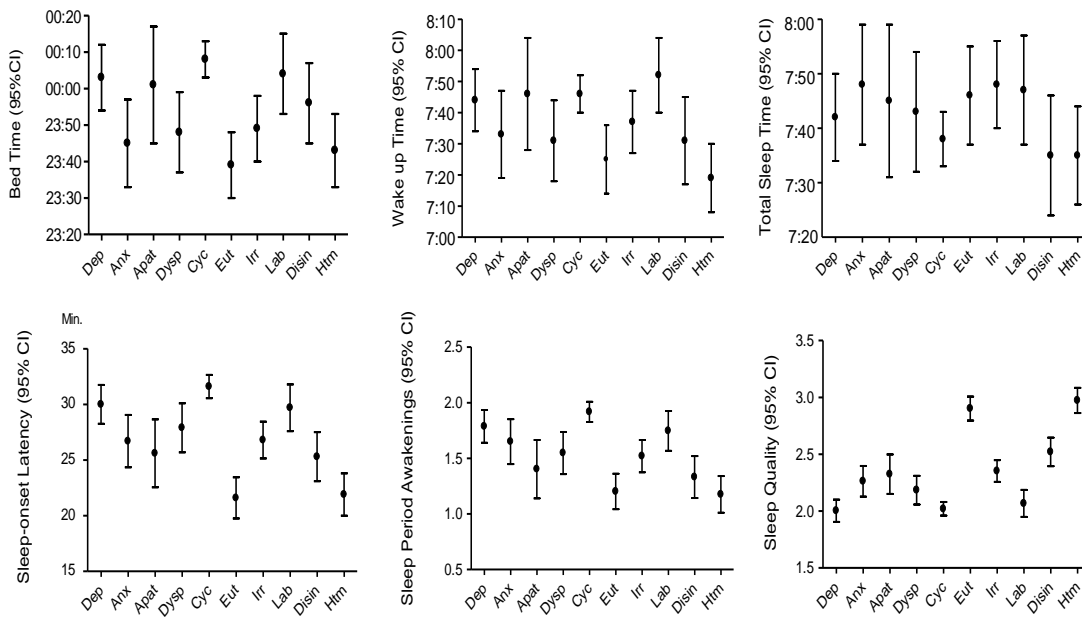 Bed Time (95%CI)
00:20
00:10
00:00
23:50
23:40
23:30
23:20
Dep Anx Apat Dysp Cyc Eut Irr Lab Disin Htm
Wake up Time (95% CI)
8:10
8:00
7:50
7:40
7:30
7:20
7:10
7:00
Dep Anx Apat Dysp Cyc Eut Irr Lab Disin Htm
Total Sleep Time (95% CI)
8:00
7:50
7:40
7:30
7:20
Dep Anx Apat Dysp Cyc Eut Irr Lab Disin Htm
Sleep-onset Latency (95% CI)
Min.
35
30
25
20
15
Dep Anx Apat Dysp Cyc Eut Irr Lab Disin Htm
Sleep Period Awakenings (95% CI)
2.5
2.0
1.5
1.0
0.5
Dep Anx Apat Dysp Cyc Eut Irr Lab Disin Htm
Sleep Quality (95% CI)
3.5
3.0
2.5
2.0
1.5
Dep Anx Apat Dysp Cyc Eut Irr Lab Disin Htm